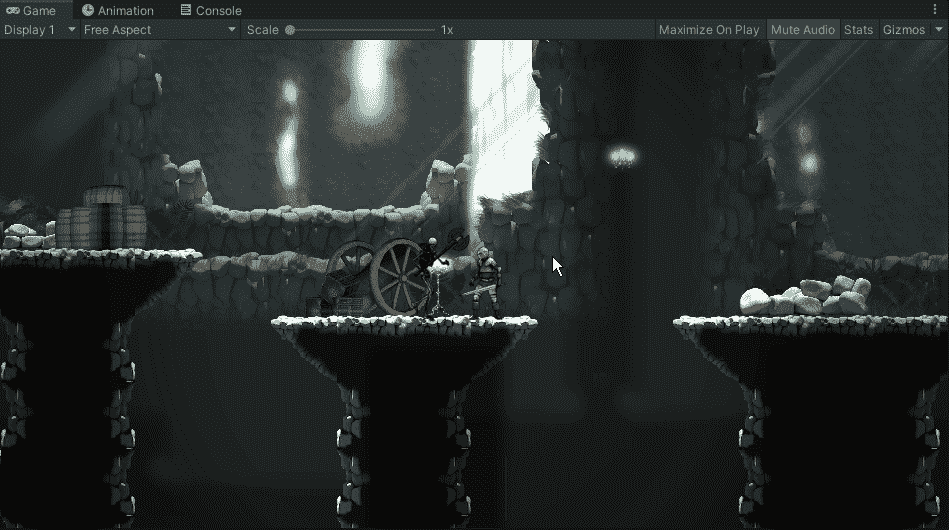 Game Animation Console
Display 1 Free Aspect Scale 1x Maximize On Play Mute Audio Stats Gizmos